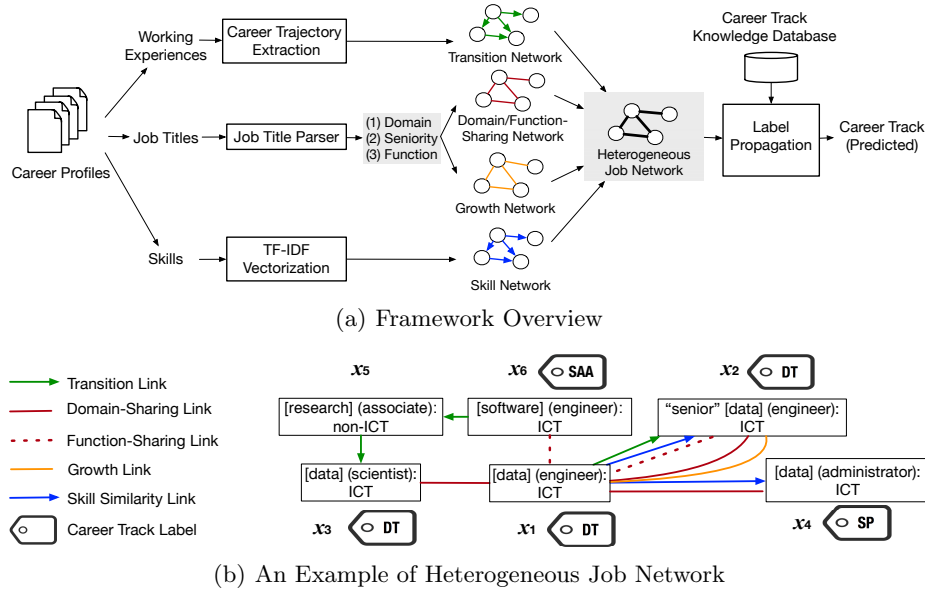 Career Track
Knowledge Database
Working
Experiences
Career Trajectory
Extraction
Transition Network
Job Titles
Job Title Parser
(1) Domain
(2) Seniority
(3) Function
Domain/Function-
Sharing Network
Heterogeneous
Job Network
Label
Propagation
Career Track
(Predicted)
Career Profiles
Growth Network
Skills
TF-IDF
Vectorization
Skill Network
(a) Framework Overview
Transition Link
Domain-Sharing Link
Function-Sharing Link
Growth Link
Skill Similarity Link
Career Track Label
x5
x6
SAA
x2
DT
[research] (associate):
non-ICT
[software] (engineer):
ICT
“senior” [data] (engineer):
ICT
[data] (scientist):
ICT
[data] (engineer):
ICT
[data] (administrator):
ICT
x3
DT
x1
DT
x4
SP
(b) An Example of Heterogeneous Job Network